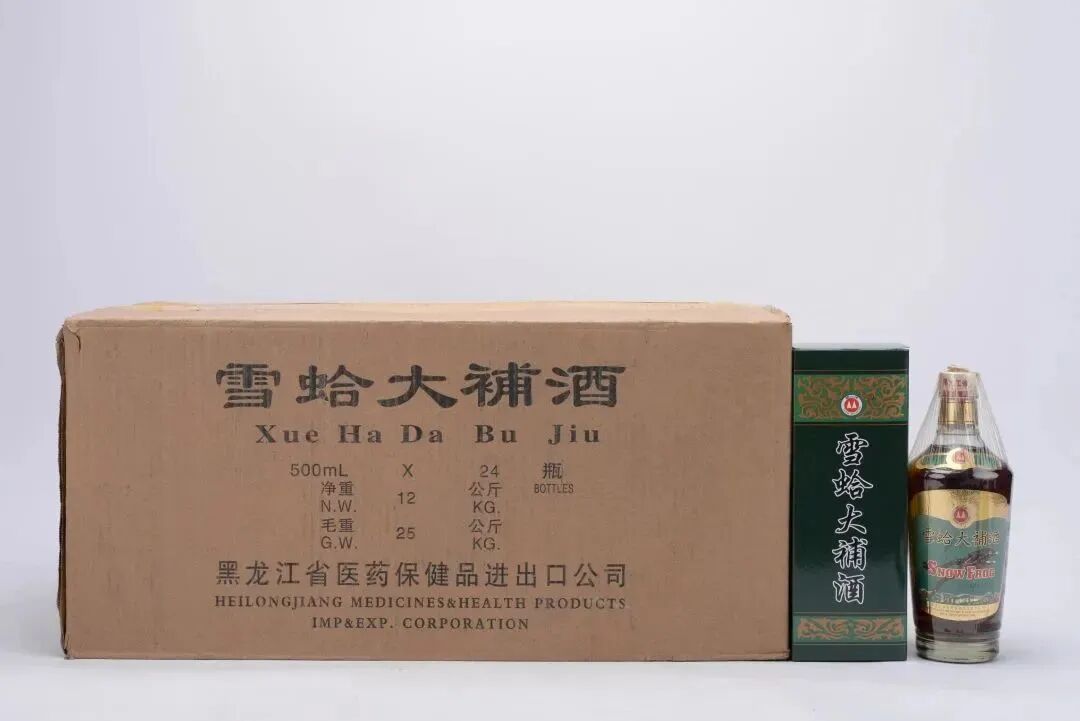 雪蛤大補酒
Xue Ha Da Bu Jiu
500mL X 24 瓶
BOTTLES
净重 12 公斤
N.W. KG.
毛重 25 公斤
G.W. KG.
黑龙江省医药保健品进出口公司
HEILONGJIANG MEDICINES&HEALTH PRODUCTS
IMP&EXP. CORPORATION
雪蛤大補酒
雪蛤大補酒
SNOW FROG